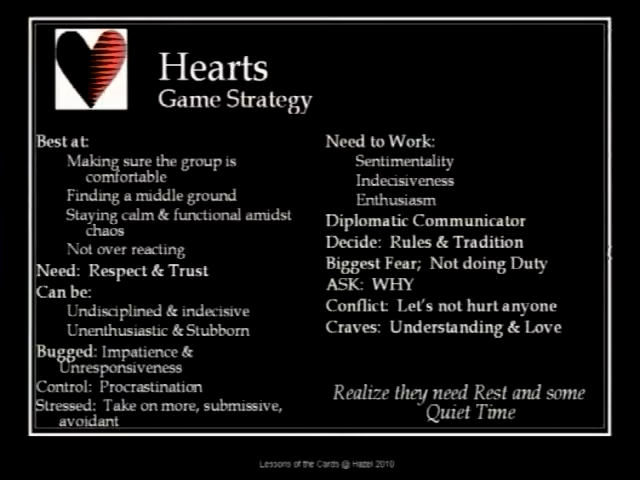 Hearts
Game Strategy
Best at:
Making sure the group is
comfortable
Finding a middle ground
Staying calm & functional amidst
chaos
Not over reacting
Need: Respect & Trust
Can be:
Undisciplined & indecisive
Unenthusiastic & Stubborn
Bugged: Impatience &
Unresponsiveness
Control: Procrastination
Stressed: Take on more, submissive,
avoidant
Need to Work:
Sentimentality
Indecisiveness
Enthusiasm
Diplomatic Communicator
Decide: Rules & Tradition
Biggest Fear; Not doing Duty
ASK: WHY
Conflict: Let's not hurt anyone
Craves: Understanding & Love
Realize they need Rest and some
Quiet Time
Lessons of the Cards @ Hazel 2010